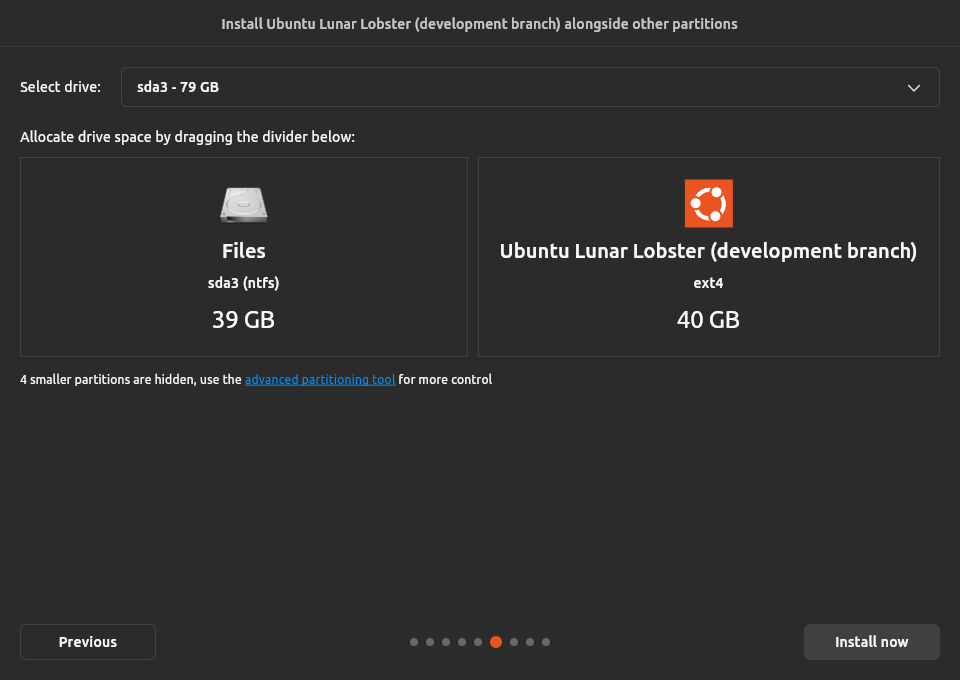 Install Ubuntu Lunar Lobster (development branch) alongside other partitions
Select drive: sda3 - 79 GB
Allocate drive space by dragging the divider below:
Files
sda3 (ntfs)
39 GB
Ubuntu Lunar Lobster (development branch)
ext4
40 GB
4 smaller partitions are hidden, use the advanced partitioning tool for more control
Previous
Install now